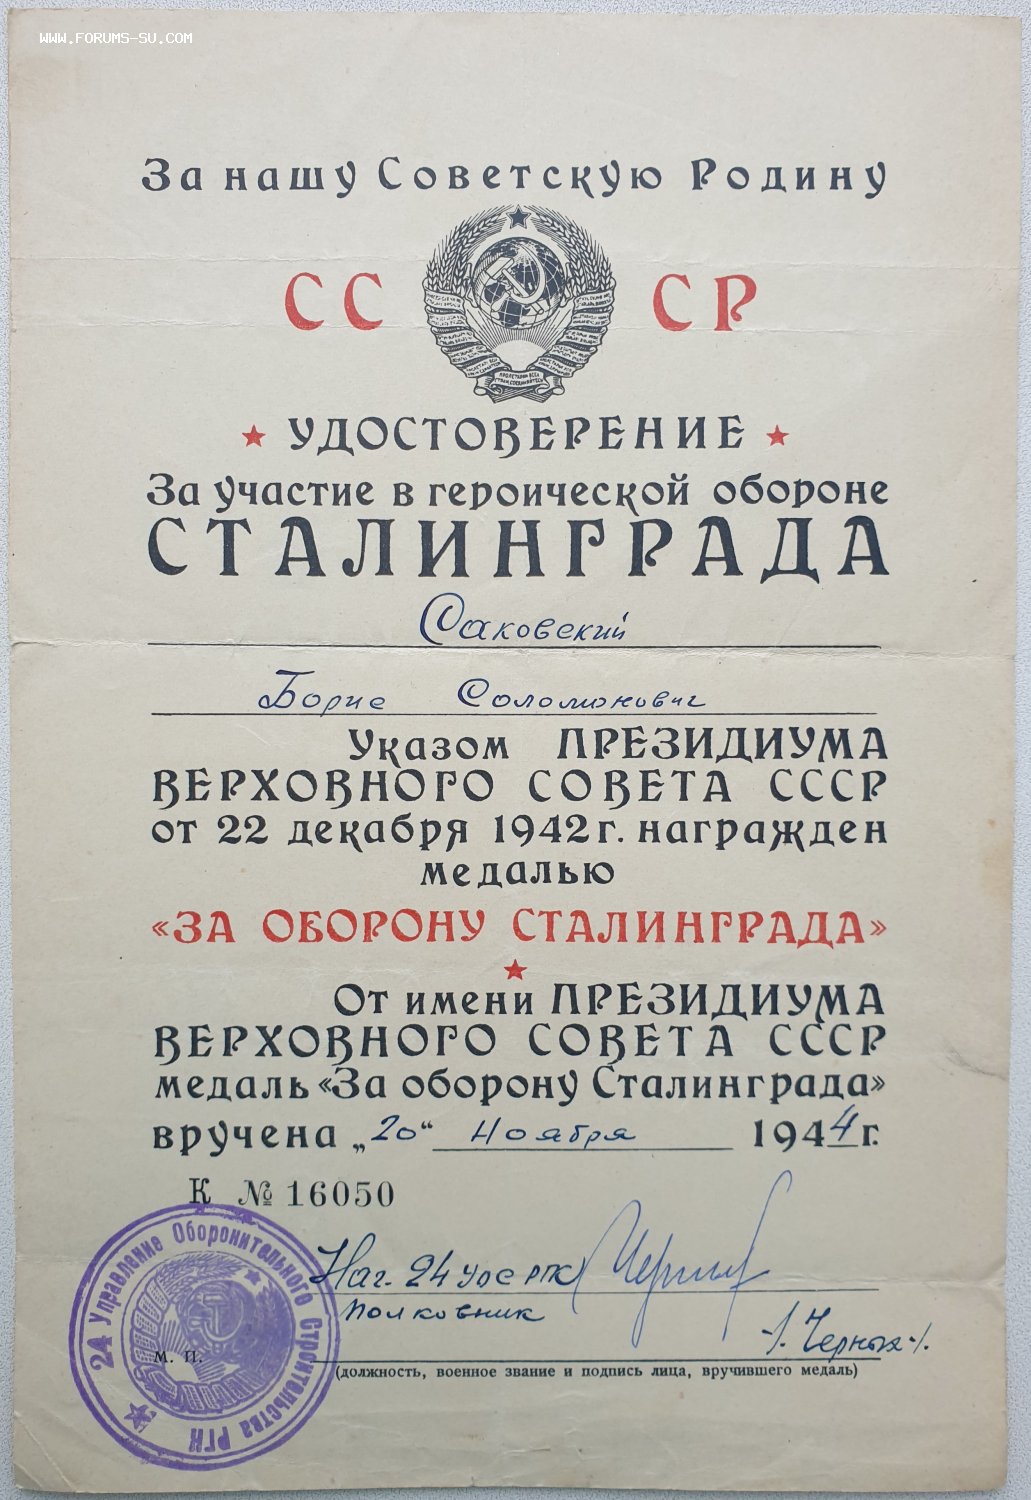 WWW.FORUMS-SU.COM
За нашу Советскую Родину
СССР
УДОСТОВЕРЕНИЕ
За участие в героической обороне
СТАЛИНГРАДА
Саковский
Борис Соломонович
Указом ПРЕЗИДИУМА
ВЕРХОВНОГО СОВЕТА СССР
от 22 декабря 1942 г. награжден
медалью
«ЗА ОБОРОНУ СТАЛИНГРАДА»
От имени ПРЕЗИДИУМА
ВЕРХОВНОГО СОВЕТА СССР
медаль «За оборону Сталинграда»
вручена „20“ Ноября 1944 г.
К № 16050
Нач. 24 УОС РГК
полковник
/. Черных ./.
М. П.
(должность, военное звание и подпись лица, вручившего медаль)
24 Управление Оборонительного Строительства РГК